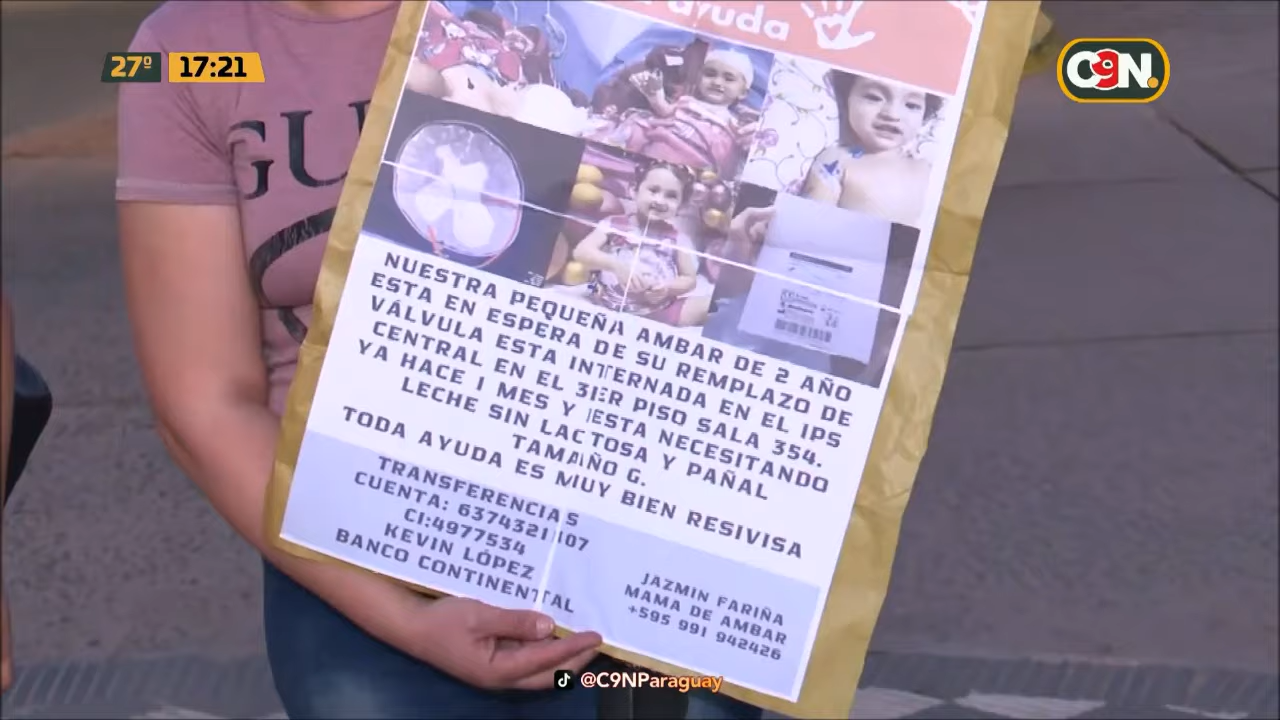 27º 17:21
C9N.
GU
ayuda
NUESTRA PEQUEÑA AMBAR DE 2 AÑO
ESTA EN ESPERA DE SU REMPLAZO DE
VÁLVULA ESTA INTERNADA EN EL IPS
CENTRAL EN EL 3IER PISO SALA 354.
YA HACE 1 MES Y ESTA NECESITANDO
LECHE SIN LACTOSA Y PAÑAL
TAMAÑO G.
TODA AYUDA ES MUY BIEN RESIVISA
TRANSFERENCIAS
CUENTA:
CI:4977534
KEVIN LÓPEZ
BANCO CONTINENTAL
JAZMIN FARIÑA
MAMA DE AMBAR
+595 991 942426
@C9NParaguay